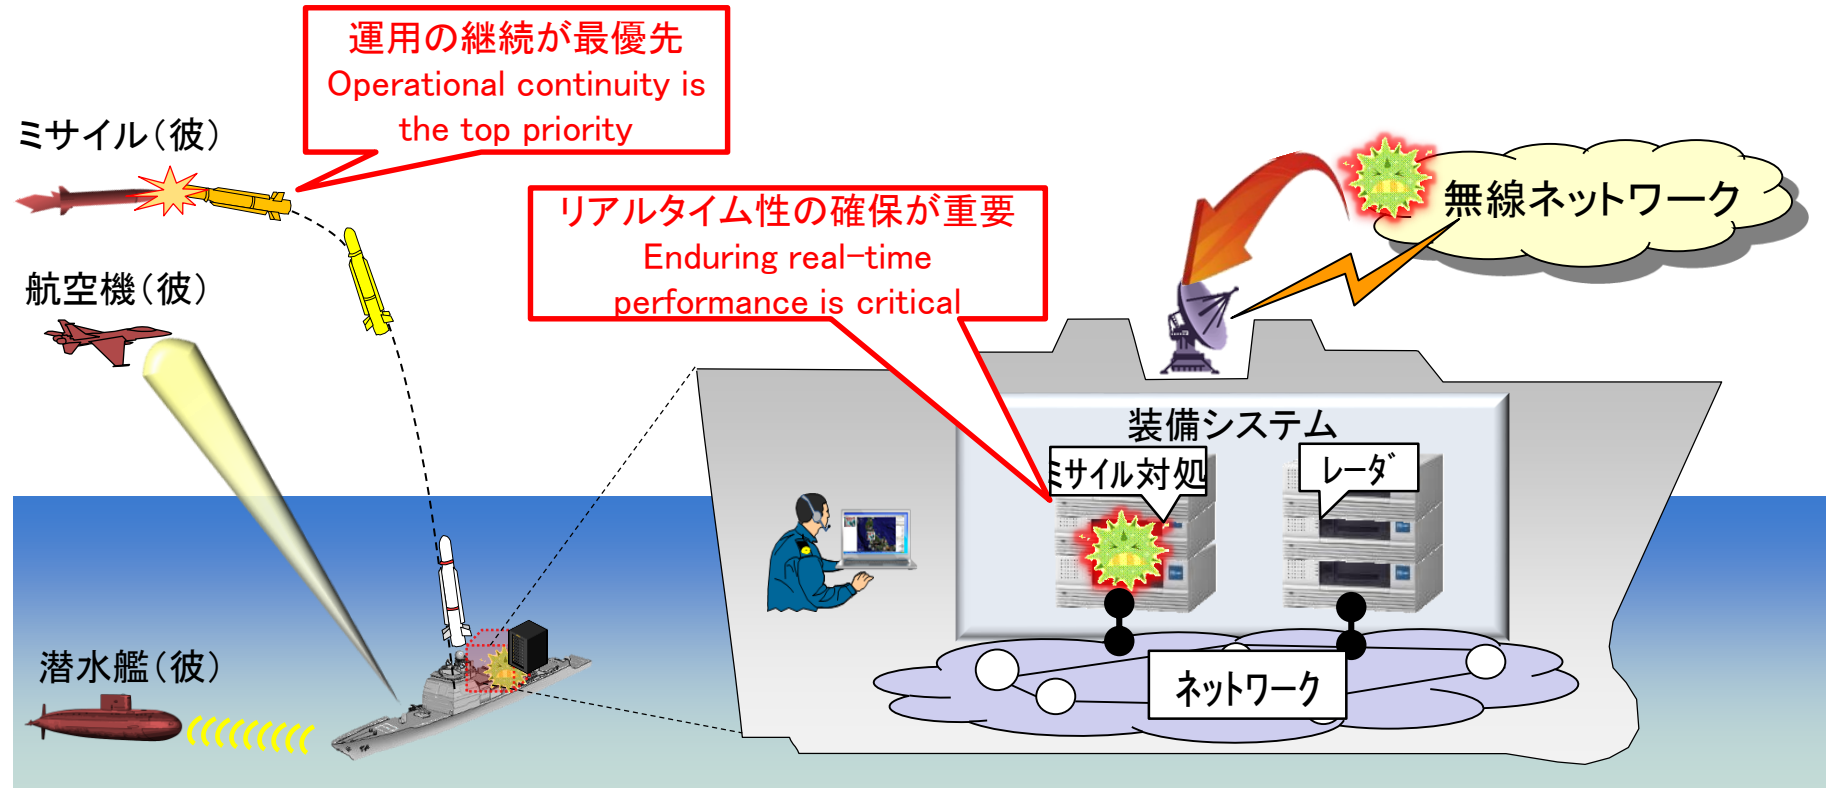 運用の継続が最優先
Operational continuity is
the top priority
ミサイル(彼)
リアルタイム性の確保が重要
Enduring real-time
performance is critical
無線ネットワーク
航空機(彼)
装備システム
ミサイル対処
レーダ
潜水艦(彼)
ネットワーク